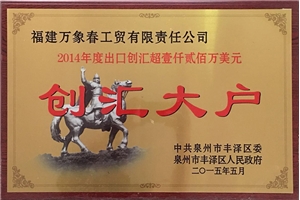 福建万象春工贸有限责任公司
2014年度出口创汇超壹仟贰佰万美元
创汇大户
中共泉州市丰泽区委
泉州市丰泽区人民政府
二〇一五年五月